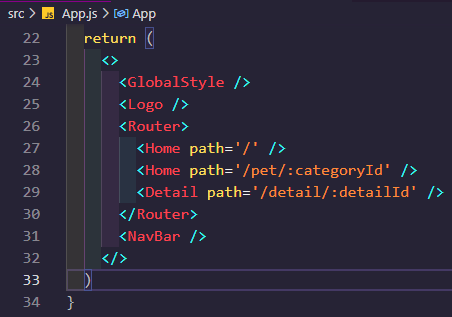 src > JS App.js > App
22 return (
23 <>
24 <GlobalStyle />
25 <Logo />
26 <Router>
27 <Home path='/' />
28 <Home path='/pet/:categoryId' />
29 <Detail path='/detail/:detailId' />
30 </Router>
31 <NavBar />
32 </>
33 )
34 }